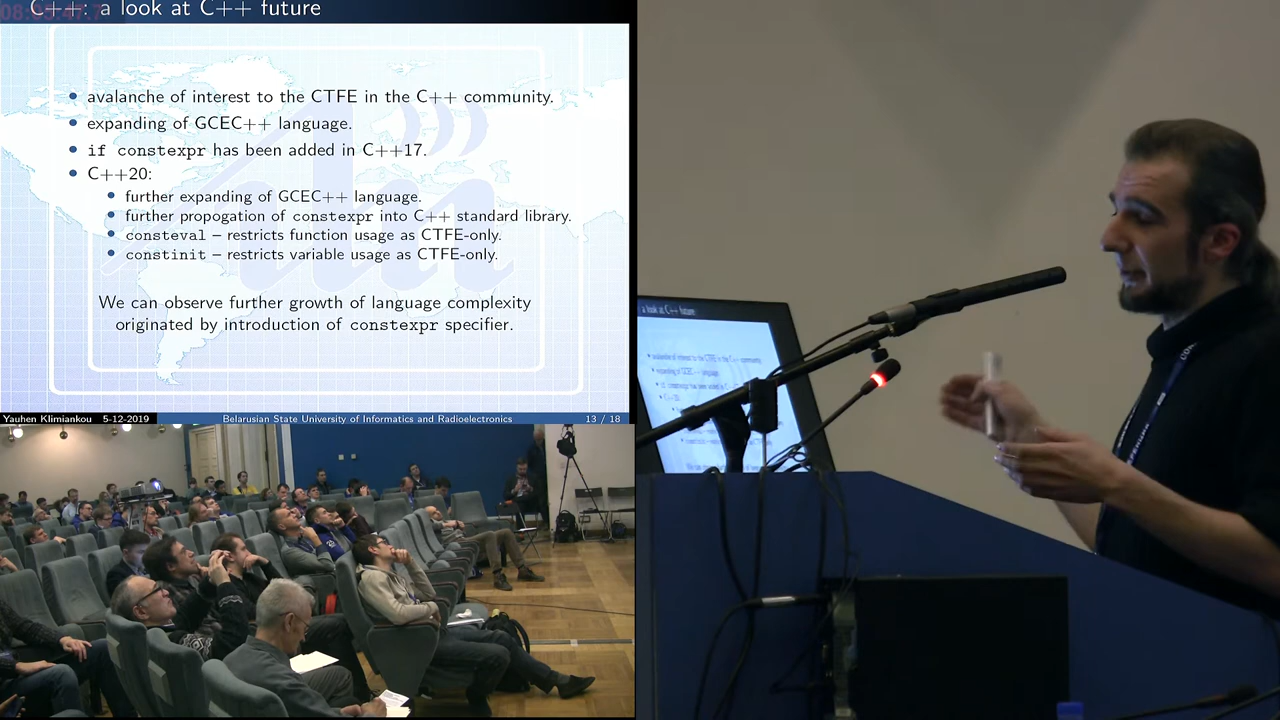 C++: a look at C++ future
avalanche of interest to the CTFE in the C++ community.
expanding of GCEC++ language.
if constexpr has been added in C++17.
C++20:
further expanding of GCEC++ language.
further propogation of constexpr into C++ standard library.
consteval – restricts function usage as CTFE-only.
constinit – restricts variable usage as CTFE-only.
We can observe further growth of language complexity
originated by introduction of constexpr specifier.
Yauhen Klimiankou 5-12-2019 Belarusian State University of Informatics and Radioelectronics 13 / 18
a look at C++ future